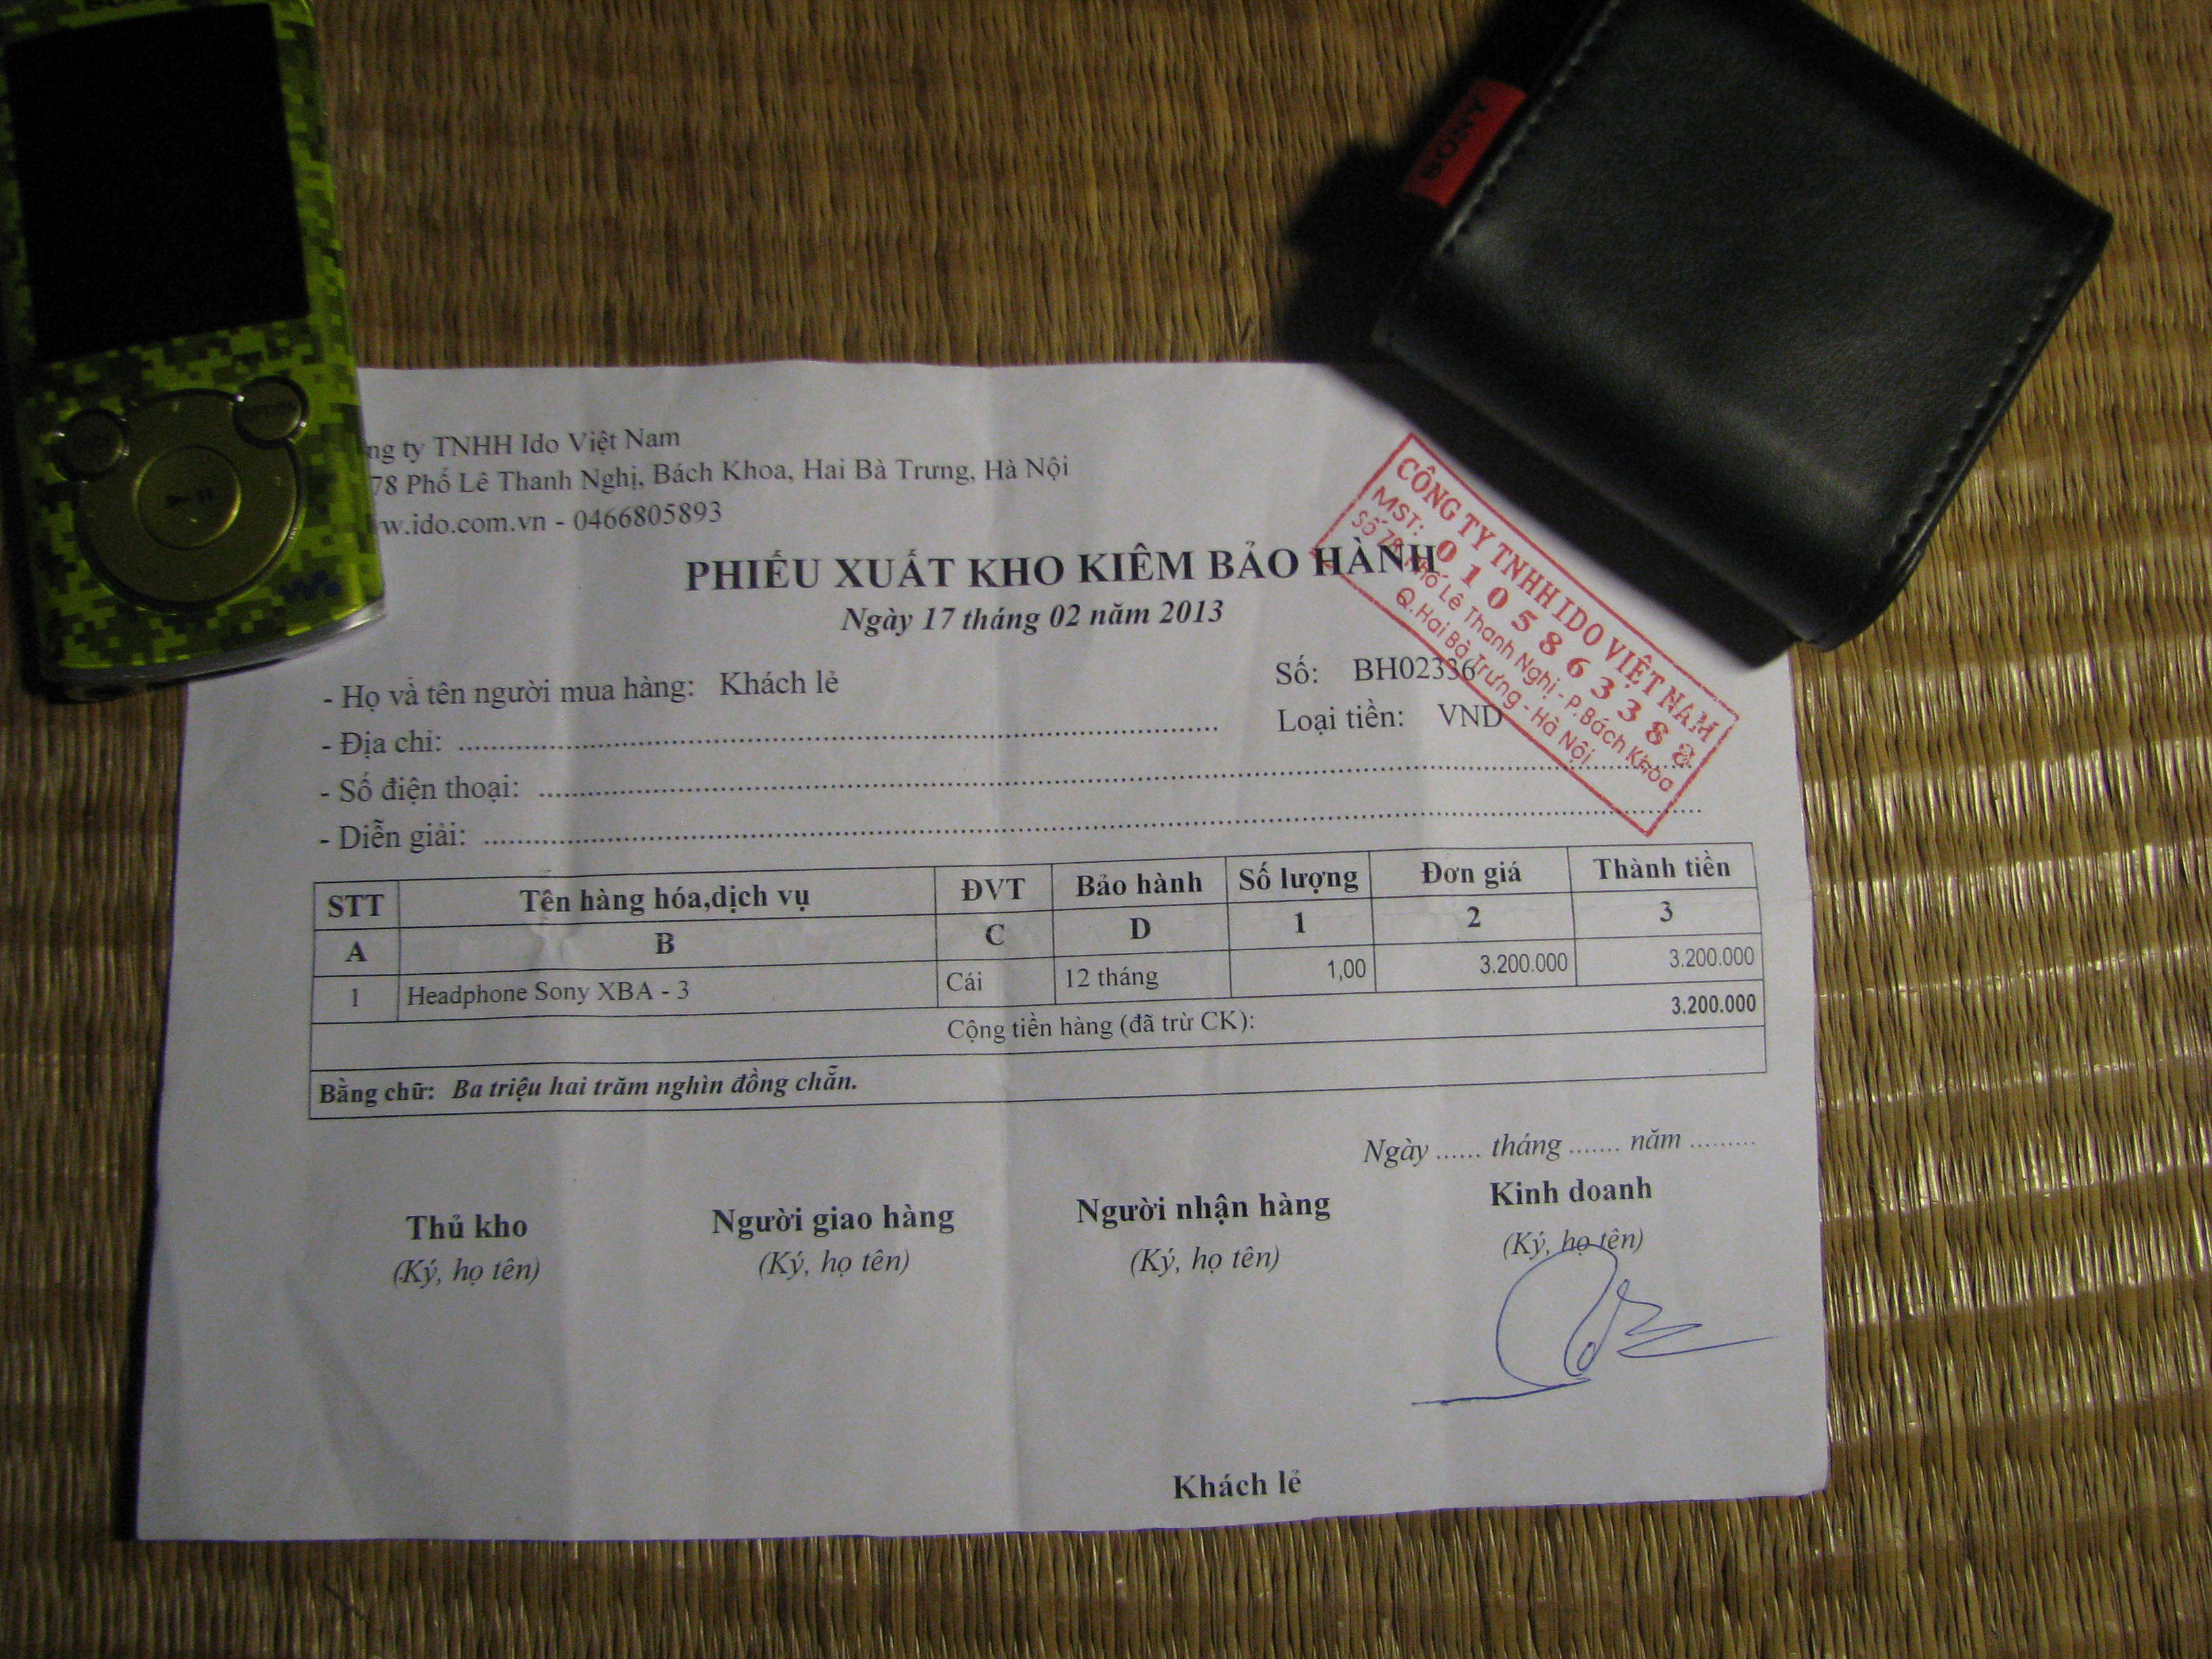 SONY
ng ty TNHH Ido Việt Nam
78 Phố Lê Thanh Nghị, Bách Khoa, Hai Bà Trưng, Hà Nội
w.ido.com.vn - 0466805893
CÔNG TY TNHH IDO VIỆT NAM
MST: 0105863388
Số 78 Phố Lê Thanh Nghị - P.Bách Khoa
Q.Hai Bà Trưng - Hà Nội
PHIẾU XUẤT KHO KIÊM BẢO HÀNH
Ngày 17 tháng 02 năm 2013
- Họ và tên người mua hàng: Khách lẻ Số: BH02336
- Địa chỉ: Loại tiền: VND
- Số điện thoại:
- Diễn giải:
STT Tên hàng hóa,dịch vụ ĐVT Bảo hành Số lượng Đơn giá Thành tiền
A B C D 1 2 3
1 Headphone Sony XBA - 3 Cái 12 tháng 1,00 3.200.000 3.200.000
Cộng tiền hàng (đã trừ CK): 3.200.000
Bằng chữ: Ba triệu hai trăm nghìn đồng chẵn.
Ngày ...... tháng ....... năm .........
Thủ kho Người giao hàng Người nhận hàng Kinh doanh
(Ký, họ tên) (Ký, họ tên) (Ký, họ tên) (Ký, họ tên)
Khách lẻ